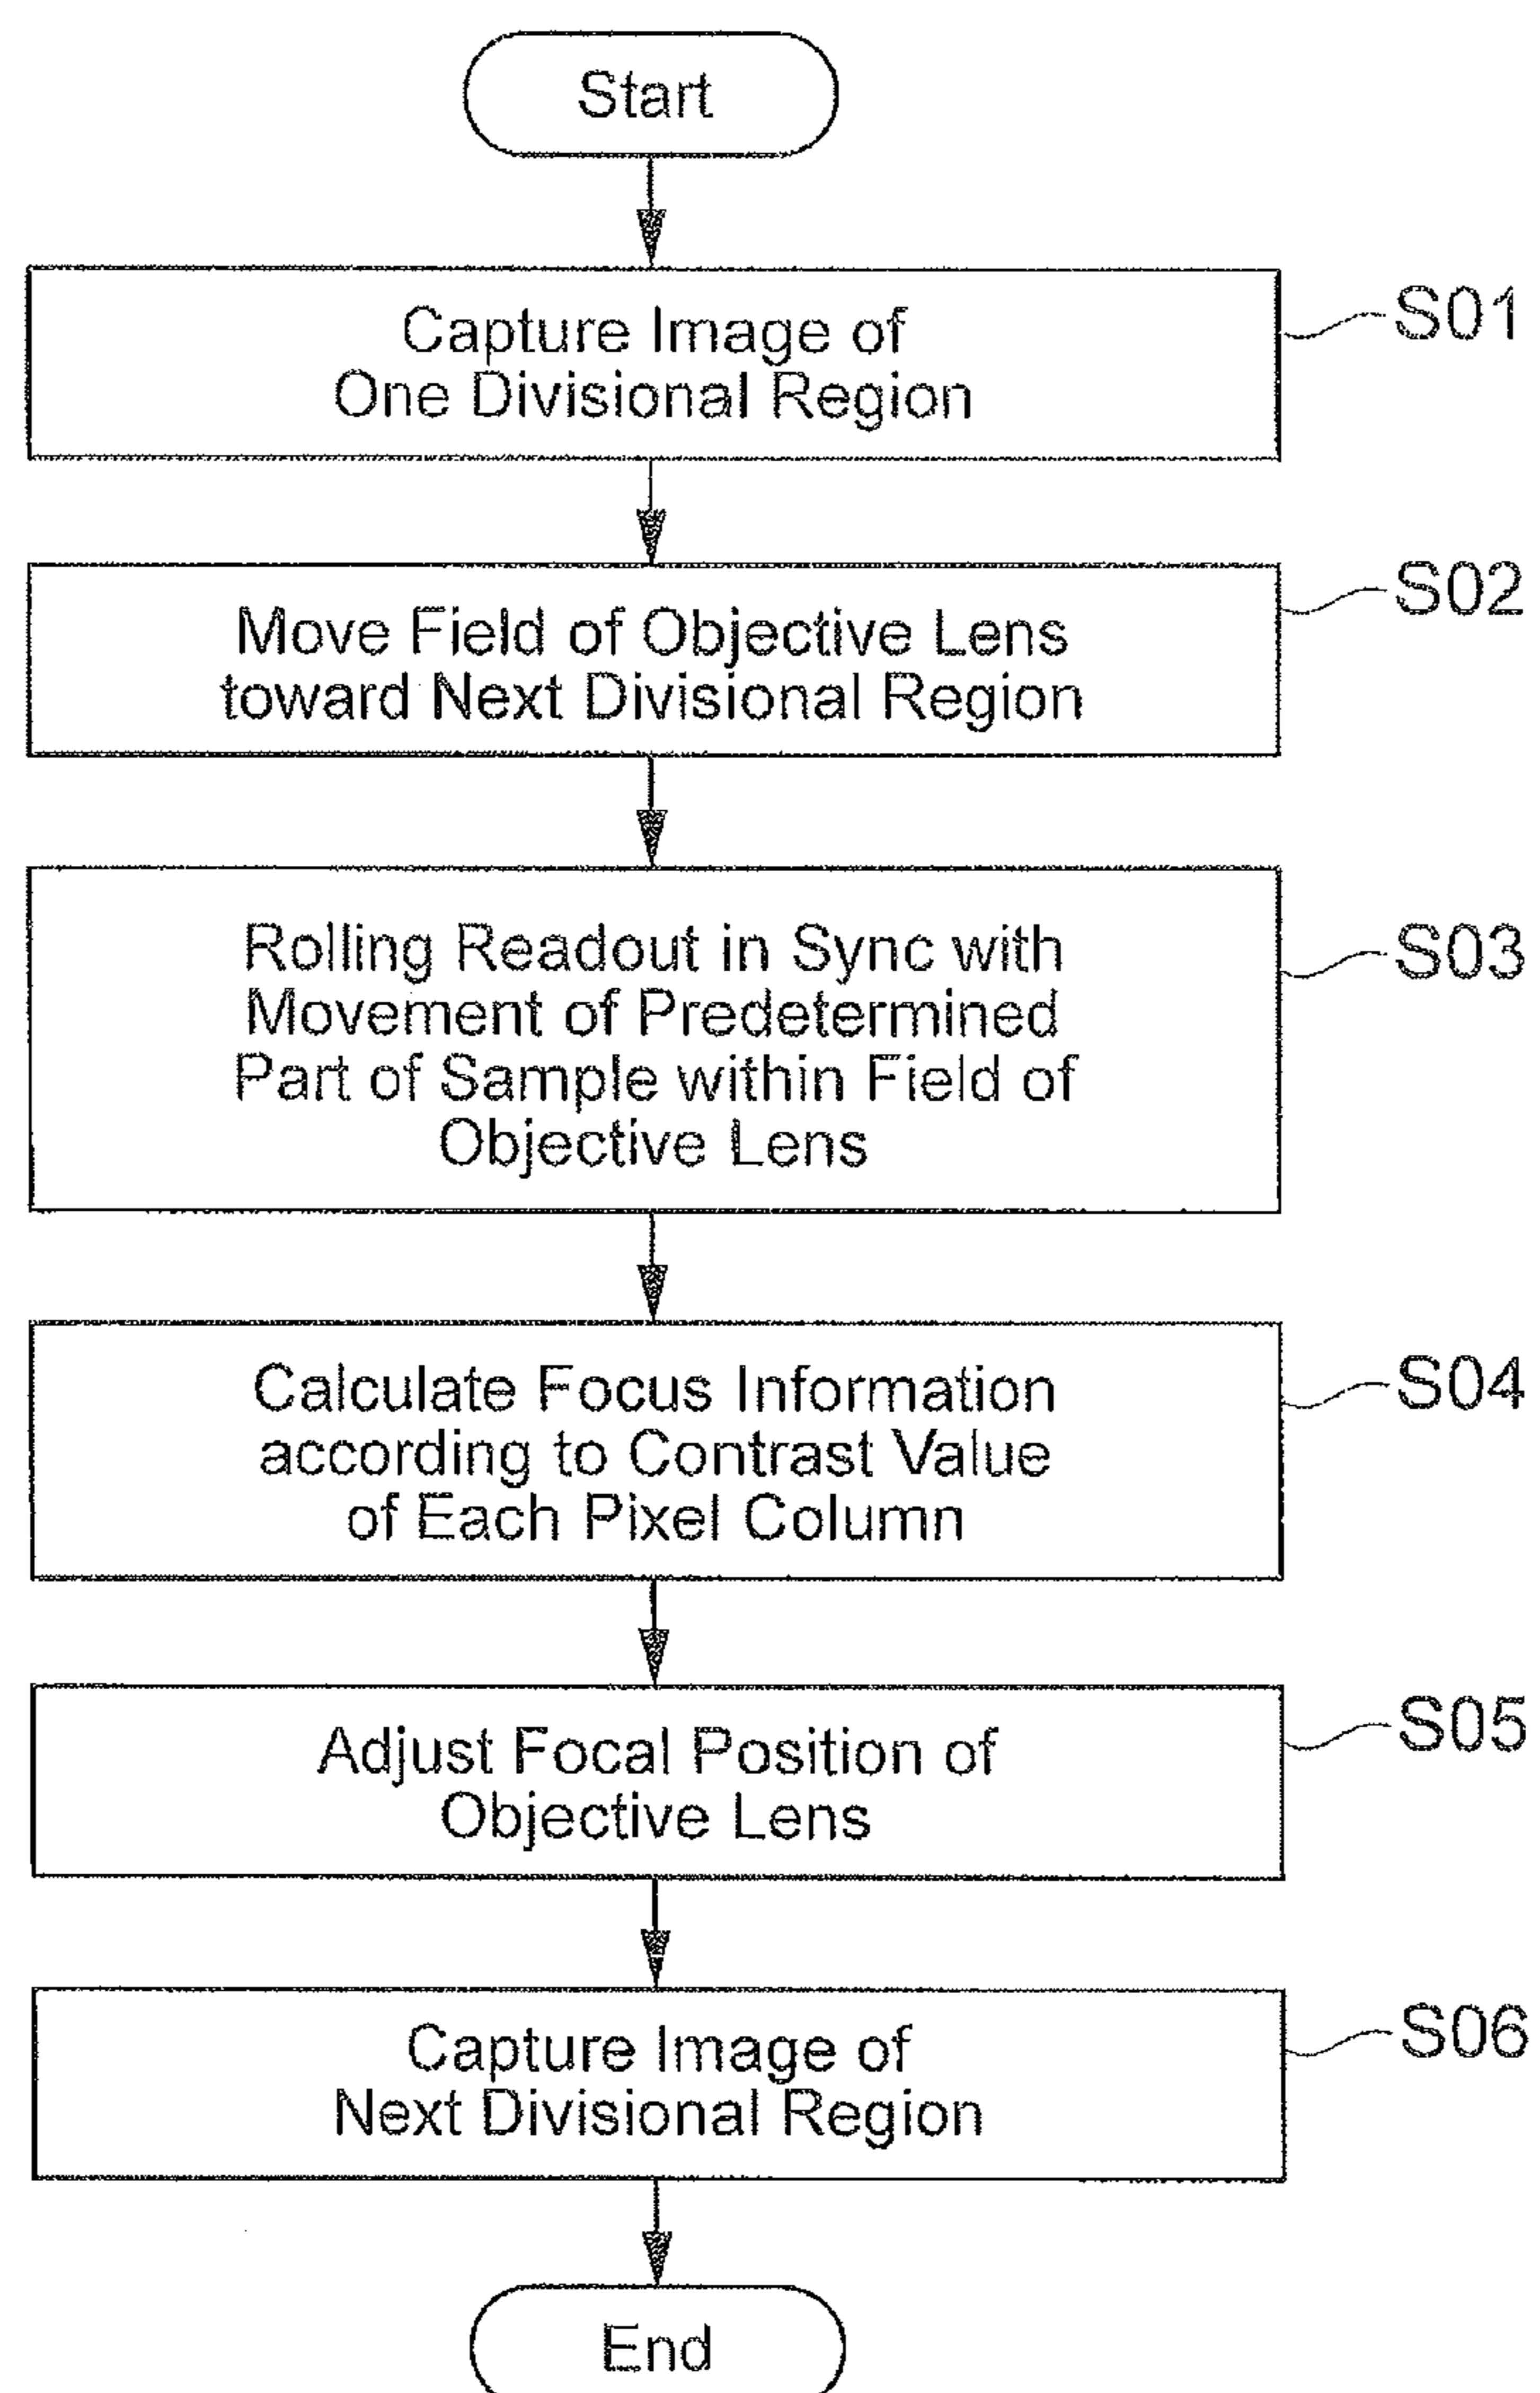 Start
Capture Image of
One Divisional Region
S01
Move Field of Objective Lens
toward Next Divisional Region
S02
Rolling Readout in Sync with
Movement of Predetermined
Part of Sample within Field of
Objective Lens
S03
Calculate Focus Information
according to Contrast Value
of Each Pixel Column
S04
Adjust Focal Position of
Objective Lens
S05
Capture Image of
Next Divisional Region
S06
End